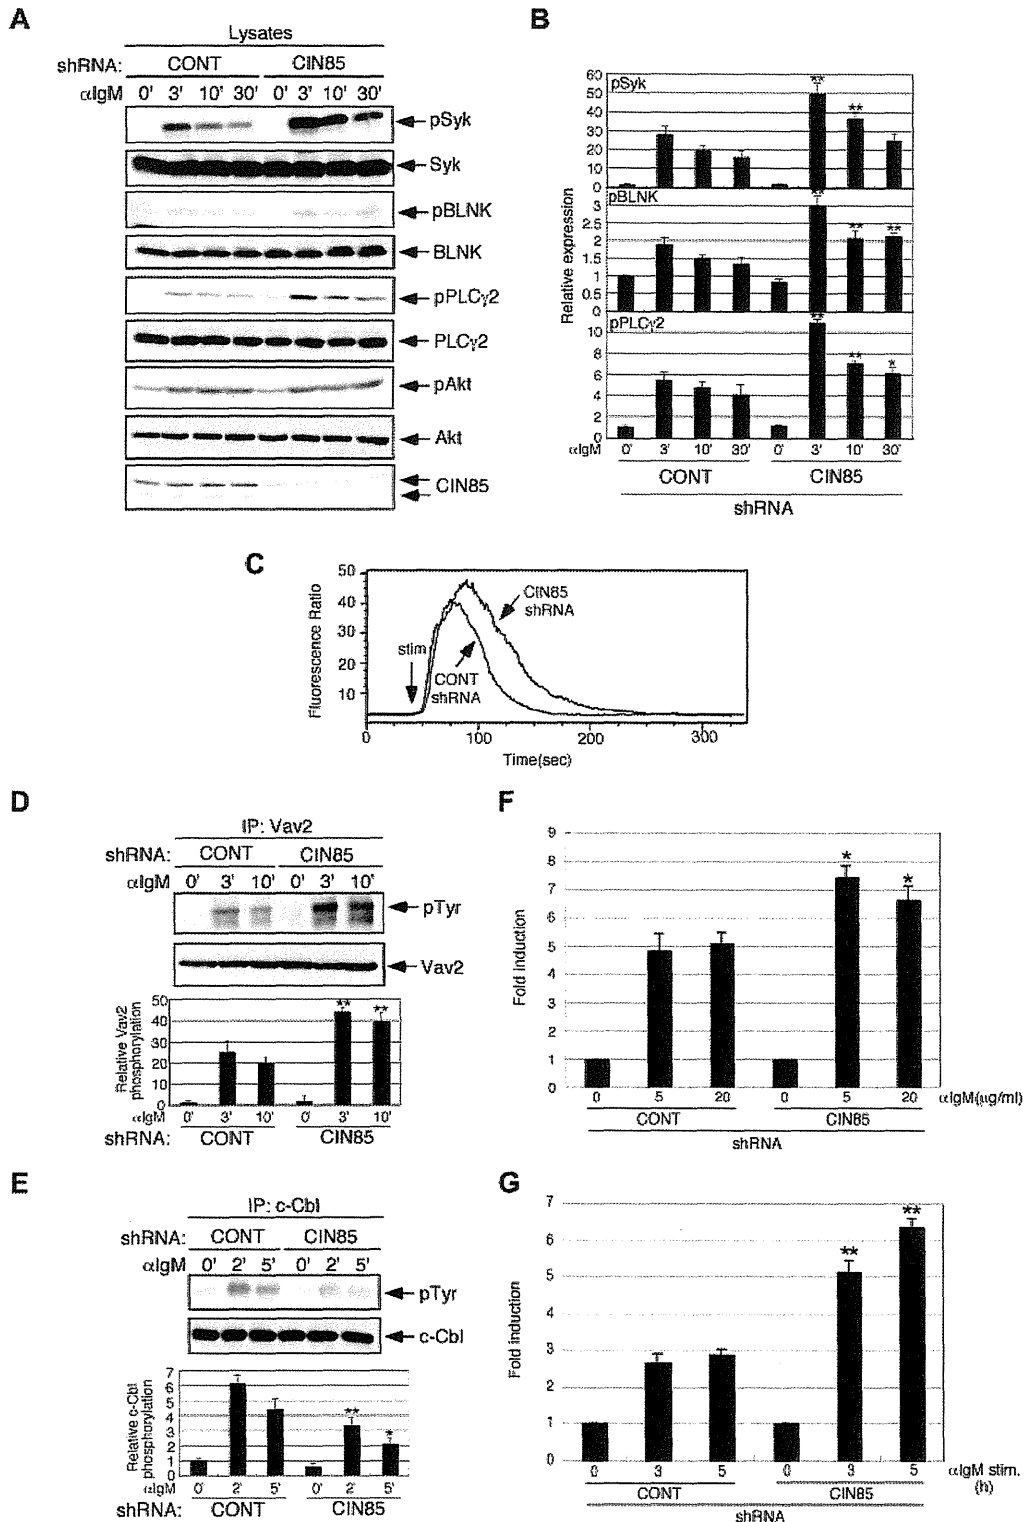 A
Lysates
shRNA: CONT CIN85
αIgM 0' 3' 10' 30' 0' 3' 10' 30'
pSyk
Syk
pBLNK
BLNK
pPLCγ2
PLCγ2
pAkt
Akt
CIN85
B
Relative expression
60
50
40
30
20
10
0
pSyk
** **
3
2.5
2
1.5
1
0.5
0
pBLNK
** ** **
10
8
6
4
2
0
pPLCγ2
** ** *
αIgM 0' 3' 10' 30' 0' 3' 10' 30'
CONT CIN85
shRNA
C
Fluorescence Ratio
50
40
30
20
10
stim
CIN85 shRNA
CONT shRNA
0 100 200 300
Time(sec)
D
IP: Vav2
shRNA: CONT CIN85
αIgM 0' 3' 10' 0' 3' 10'
pTyr
Vav2
Relative Vav2 phosphorylation
50
40
30
20
10
0
** **
αIgM 0' 3' 10' 0' 3' 10'
shRNA: CONT CIN85
F
Fold induction
9
8
7
6
5
4
3
2
1
0
* *
0 5 20 0 5 20 αIgM(μg/ml)
CONT CIN85
shRNA
E
IP: c-Cbl
shRNA: CONT CIN85
αIgM 0' 2' 5' 0' 2' 5'
pTyr
c-Cbl
Relative c-Cbl phosphorylation
7
6
5
4
3
2
1
0
** *
αIgM 0' 2' 5' 0' 2' 5'
shRNA: CONT CIN85
G
Fold induction
7
6
5
4
3
2
1
0
** **
0 3 5 0 3 5 αIgM stim.
(h)
CONT CIN85
shRNA